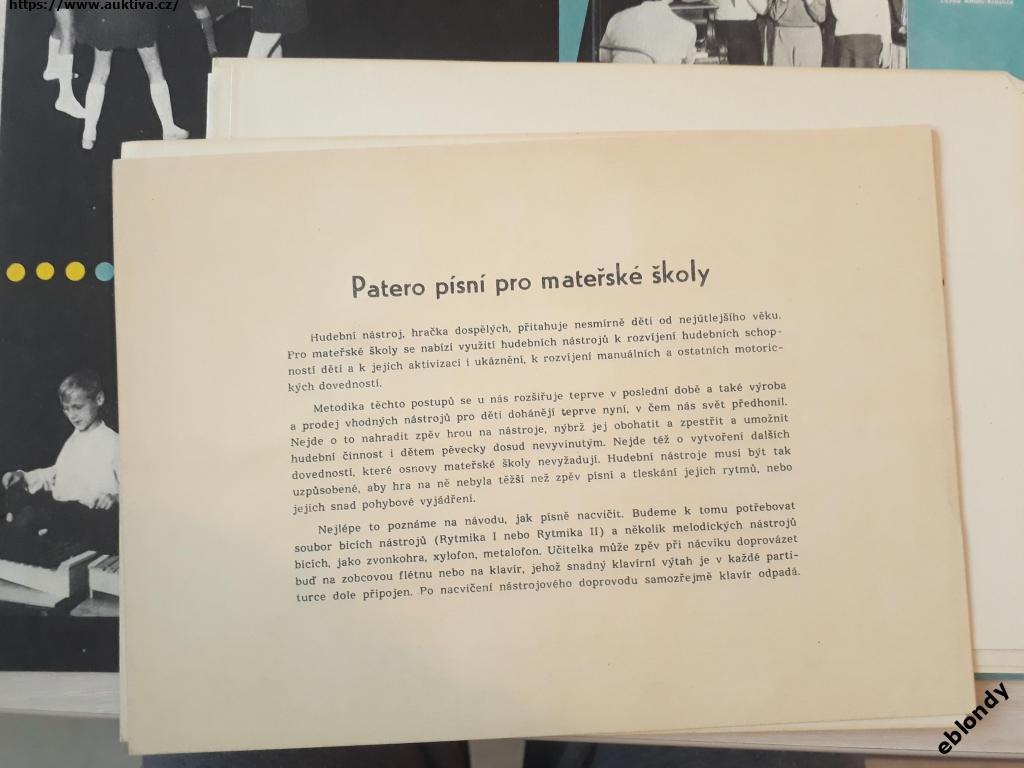 https://www.auktiva.cz/
Patero písní pro mateřské školy
Hudební nástroj, hračka dospělých, přitahuje nesmírně děti od nejútlejšího věku.
Pro mateřské školy se nabízí využití hudebních nástrojů k rozvíjení hudebních schop-
ností dětí a k jejich aktivizaci i ukáznění, k rozvíjení manuálních a ostatních motoric-
kých dovedností.
Metodika těchto postupů se u nás rozšiřuje teprve v poslední době a také výroba
a prodej vhodných nástrojů pro děti dohánějí teprve nyní, v čem nás svět předhonil.
Nejde o to nahradit zpěv hrou na nástroje, nýbrž jej obohatit a zpestřit a umožnit
hudební činnost i dětem pěvecky dosud nevyvinutým. Nejde též o vytvoření dalších
dovedností, které osnovy mateřské školy nevyžadují. Hudební nástroje musí být tak
uzpůsobené, aby hra na ně nebyla těžší než zpěv písní a tleskání jejich rytmů, nebo
jejich snad pohybové vyjádření.
Nejlépe to poznáme na návodu, jak písně nacvičit. Budeme k tomu potřebovat
soubor bicích nástrojů (Rytmika I nebo Rytmika II) a několik melodických nástrojů
bicích, jako zvonkohra, xylofon, metalofon. Učitelka může zpěv při nácviku doprovázet
buď na zobcovou flétnu nebo na klavír, jehož snadný klavírní výtah je v každé parti-
turce dole připojen. Po nacvičení nástrojového doprovodu samozřejmě klavír odpadá.
eblondy